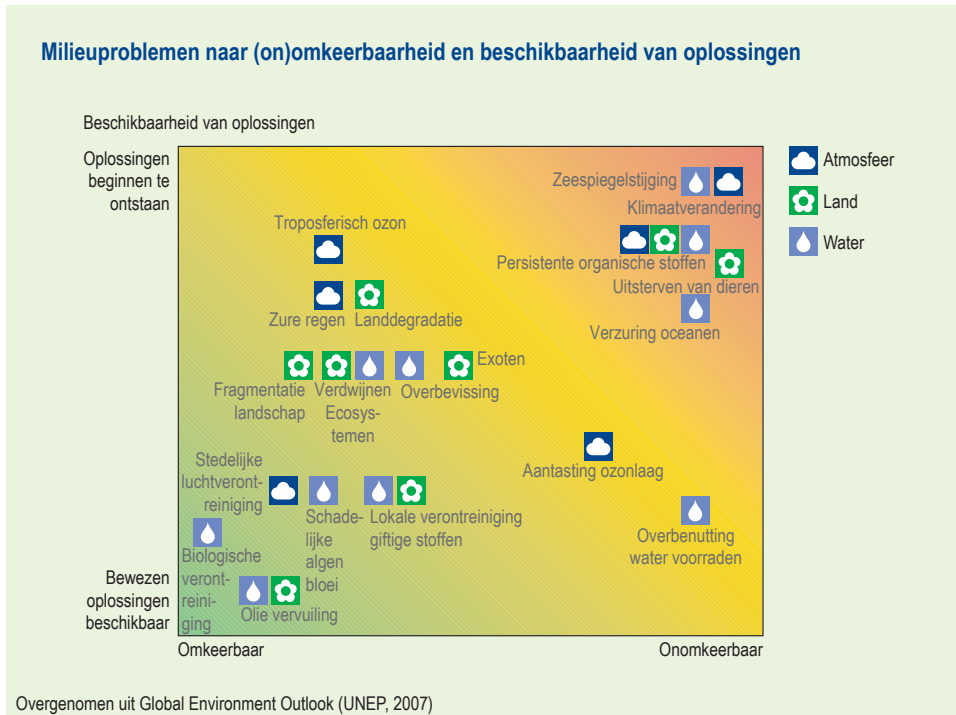 Milieuproblemen naar (on)omkeerbaarheid en beschikbaarheid van oplossingen
Beschikbaarheid van oplossingen
Oplossingen
beginnen te
ontstaan
Zeespiegelstijging
Klimaatverandering
Troposferisch ozon
Persistente organische stoffen
Uitsterven van dieren
Zure regen
Landdegradatie
Verzuring oceanen
Exoten
Fragmentatie
landschap
Verdwijnen
Ecosys-
temen
Overbevissing
Aantasting ozonlaag
Stedelijke
luchtveront-
reiniging
Schade-
lijke
algen
bloei
Lokale verontreiniging
giftige stoffen
Overbenutting
water voorraden
Biologische
veront-
reini-
ging
Olie vervuiling
Bewezen
oplossingen
beschikbaar
Omkeerbaar
Onomkeerbaar
Atmosfeer
Land
Water
Overgenomen uit Global Environment Outlook (UNEP, 2007)